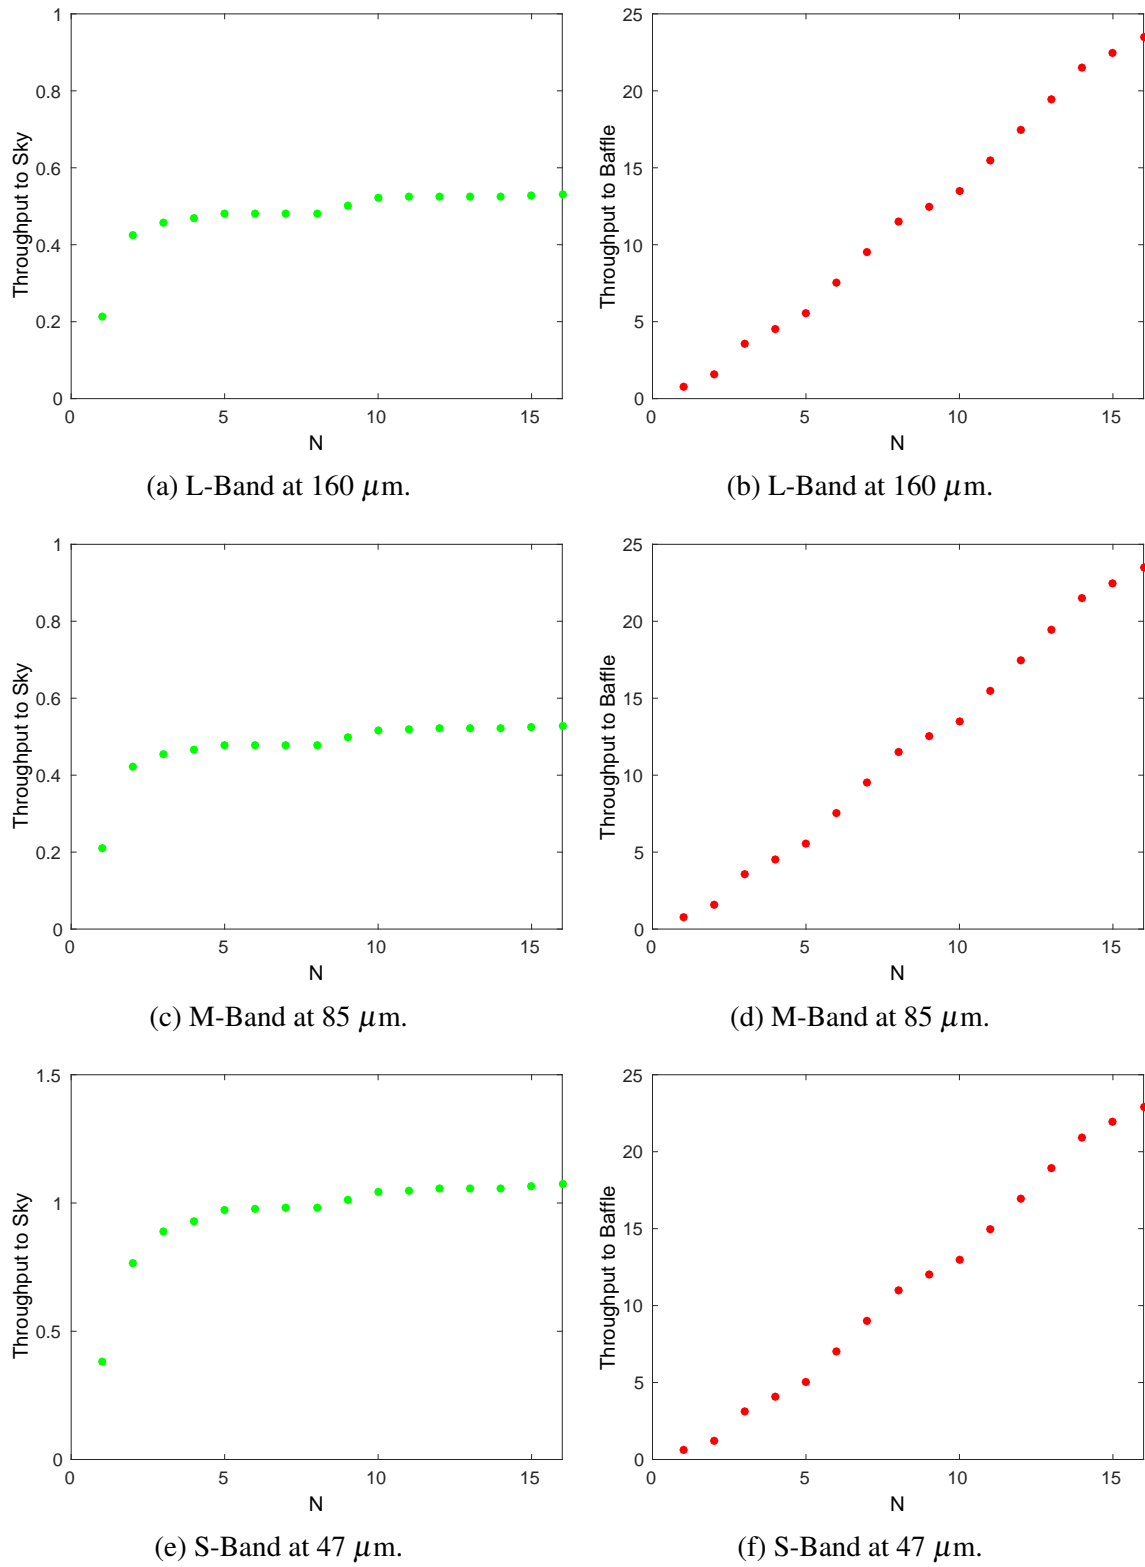 1
0.8
0.6
0.4
0.2
0
0 5 10 15
Throughput to Sky
N
(a) L-Band at 160 μm.
25
20
15
10
5
0
0 5 10 15
Throughput to Baffle
N
(b) L-Band at 160 μm.
1
0.8
0.6
0.4
0.2
0
0 5 10 15
Throughput to Sky
N
(c) M-Band at 85 μm.
25
20
15
10
5
0
0 5 10 15
Throughput to Baffle
N
(d) M-Band at 85 μm.
1.5
1
0.5
0
0 5 10 15
Throughput to Sky
N
(e) S-Band at 47 μm.
25
20
15
10
5
0
0 5 10 15
Throughput to Baffle
N
(f) S-Band at 47 μm.